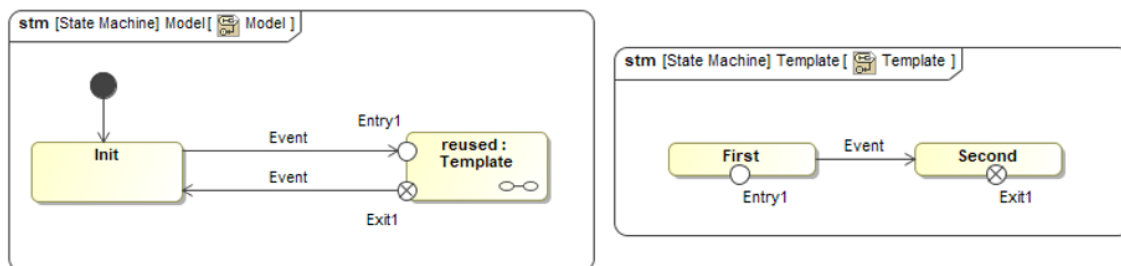 stm [State Machine] Model[ Model ]
Init
Event
Event
Entry1
reused :
Template
Exit1
stm [State Machine] Template [ Template ]
First
Event
Second
Entry1
Exit1